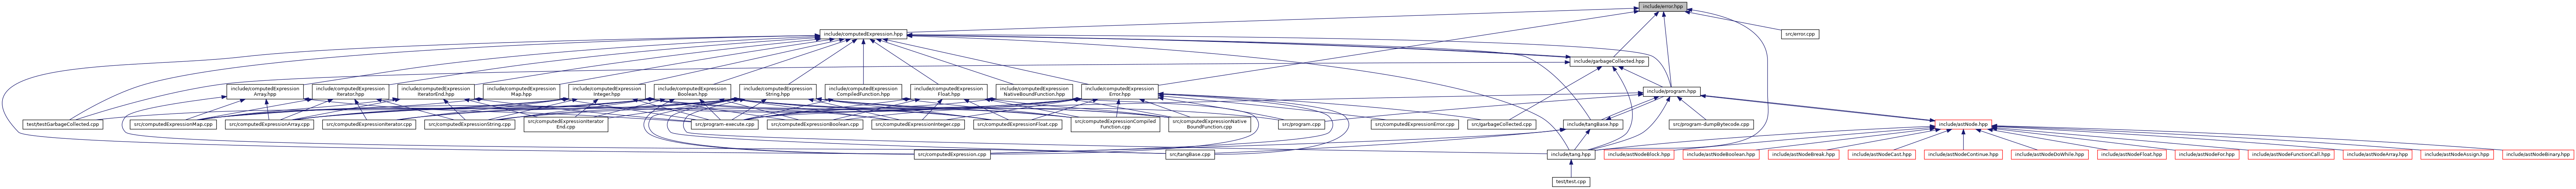 include/error.hpp
include/computedExpression.hpp
src/error.cpp
include/garbageCollected.hpp
include/computedExpression
Array.hpp
include/computedExpression
Iterator.hpp
include/computedExpression
IteratorEnd.hpp
include/computedExpression
Map.hpp
include/computedExpression
Integer.hpp
include/computedExpression
Boolean.hpp
include/computedExpression
String.hpp
include/computedExpression
CompiledFunction.hpp
include/computedExpression
Float.hpp
include/computedExpression
NativeBoundFunction.hpp
include/computedExpression
Error.hpp
include/program.hpp
test/testGarbageCollected.cpp
src/computedExpressionMap.cpp
src/computedExpressionArray.cpp
src/computedExpressionIterator.cpp
src/computedExpressionString.cpp
src/computedExpressionIterator
End.cpp
src/program-execute.cpp
src/computedExpressionBoolean.cpp
src/computedExpressionInteger.cpp
src/computedExpressionFloat.cpp
src/computedExpressionCompiled
Function.cpp
src/computedExpressionNative
BoundFunction.cpp
src/program.cpp
src/computedExpressionError.cpp
src/garbageCollected.cpp
include/tangBase.hpp
src/program-dumpBytecode.cpp
include/astNode.hpp
src/computedExpression.cpp
src/tangBase.cpp
include/tang.hpp
include/astNodeBlock.hpp
include/astNodeBoolean.hpp
include/astNodeBreak.hpp
include/astNodeCast.hpp
include/astNodeContinue.hpp
include/astNodeDoWhile.hpp
include/astNodeFloat.hpp
include/astNodeFor.hpp
include/astNodeFunctionCall.hpp
include/astNodeArray.hpp
include/astNodeAssign.hpp
include/astNodeBinary.hpp
test/test.cpp